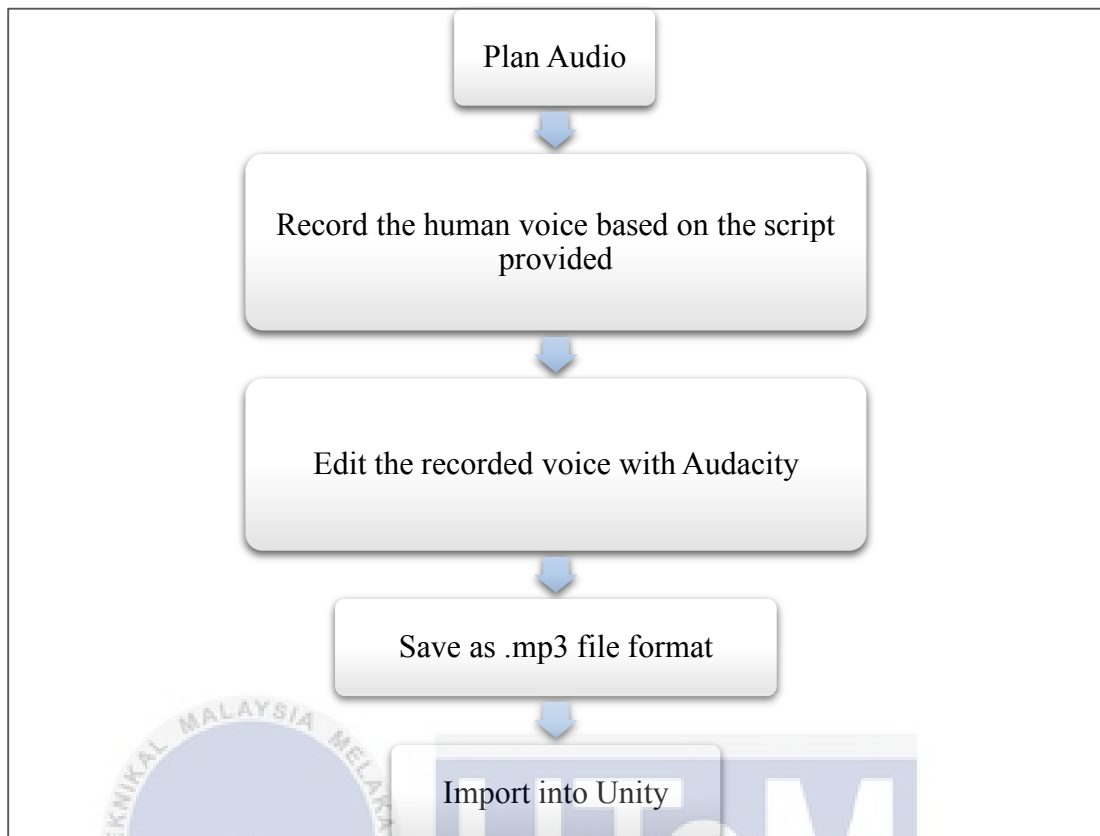 Plan Audio
Record the human voice based on the script
provided
Edit the recorded voice with Audacity
Save as .mp3 file format
MALAYSIA
Import into Unity